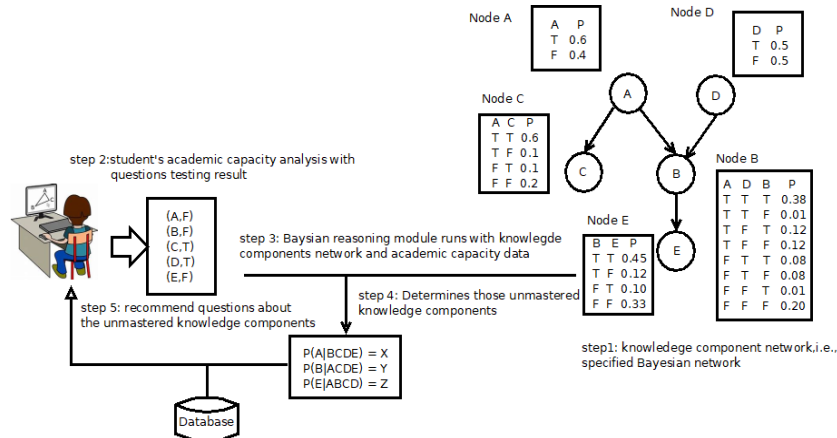 Node A
A P
T 0.6
F 0.4
Node D
D P
T 0.5
F 0.5
A
D
Node C
A C P
T T 0.6
T F 0.1
F T 0.1
F F 0.2
C
B
Node B
A D B P
T T T 0.38
T T F 0.01
T F T 0.12
T F F 0.12
F T T 0.08
F T F 0.08
F F T 0.01
F F F 0.20
step 2:student's academic capacity analysis with
questions testing result
(A,F)
(B,F)
(C,T)
(D,T)
(E,F)
step 3: Baysian reasoning module runs with knowlegde
components network and academic capacity data
Node E
B E P
T T 0.45
T F 0.12
F T 0.10
F F 0.33
E
step 4: Determines those unmastered
knowledge components
step 5: recommend questions about
the unmastered knowledge components
P(A|BCDE) = X
P(B|ACDE) = Y
P(E|ABCD) = Z
step1: knowledege component network,i.e.,
specified Bayesian network
Database